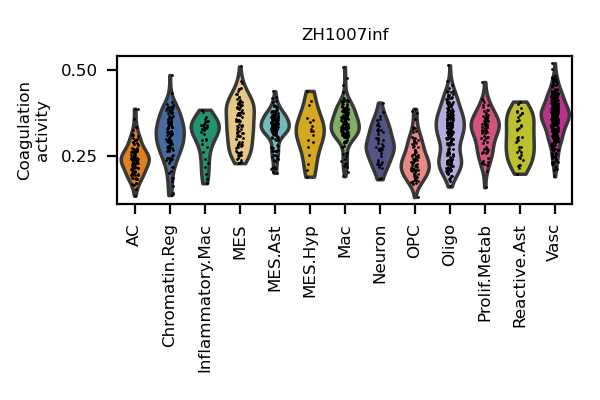 ZH1007inf
Coagulation
activity
0.50
0.25
AC
Chromatin.Reg
Inflammatory.Mac
MES
MES.Ast
MES.Hyp
Mac
Neuron
OPC
Oligo
Prolif.Metab
Reactive.Ast
Vasc